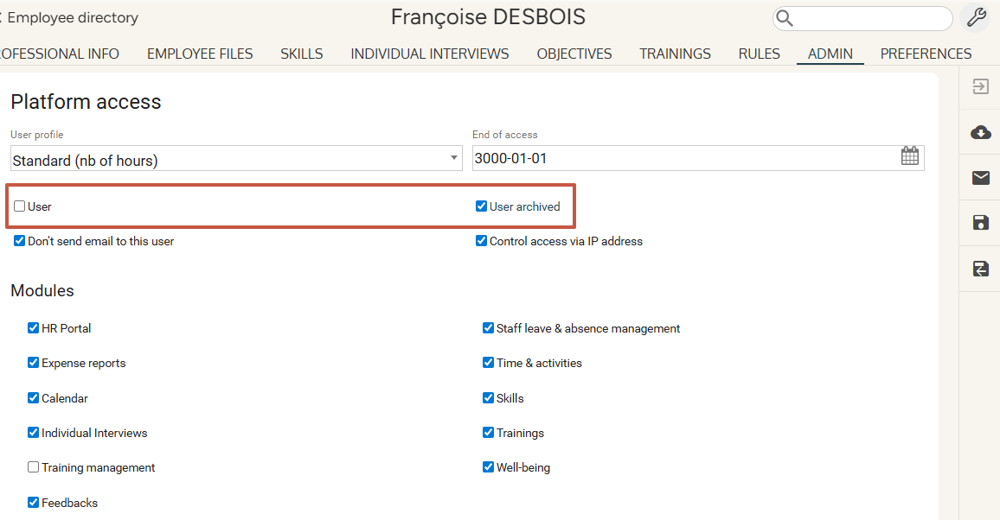 Employee directory
Françoise DESBOIS
OFESSIONAL INFO EMPLOYEE FILES SKILLS INDIVIDUAL INTERVIEWS OBJECTIVES TRAININGS RULES ADMIN PREFERENCES
Platform access
User profile End of access
Standard (nb of hours) 3000-01-01
User User archived
Don't send email to this user Control access via IP address
Modules
HR Portal Staff leave & absence management
Expense reports Time & activities
Calendar Skills
Individual Interviews Trainings
Training management Well-being
Feedbacks